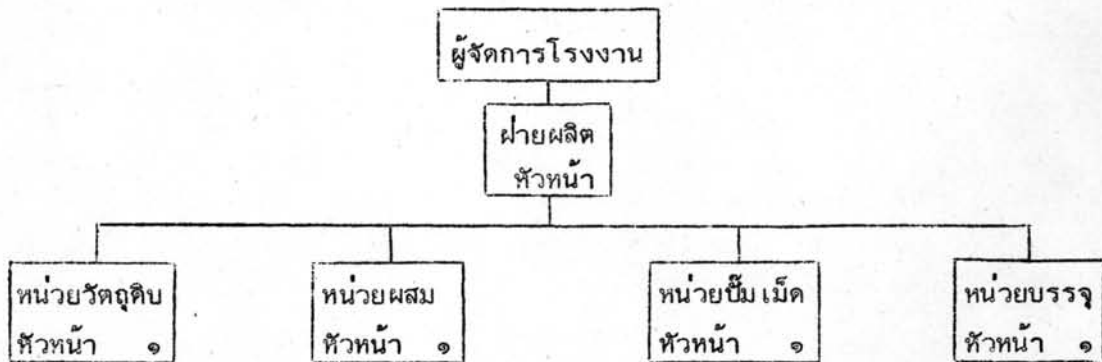 ผู้จัดการโรงงาน
ฝ่ายผลิต
หัวหน้า
หน่วยวัตถุดิบ
หัวหน้า ๑
หน่วยผสม
หัวหน้า ๑
หน่วยปั๊มเม็ด
หัวหน้า ๑
หน่วยบรรจุ
หัวหน้า ๑